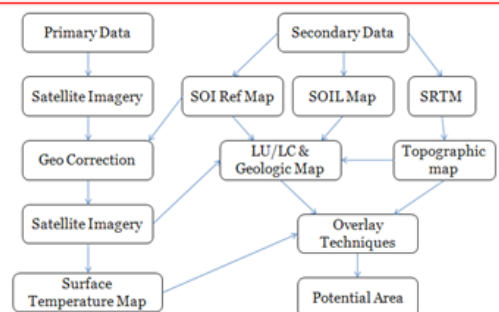 Primary Data
Secondary Data
Satellite Imagery
SOI Ref Map
SOIL Map
SRTM
Geo Correction
LU/LC &
Geologic Map
Topographic
map
Satellite Imagery
Overlay
Techniques
Surface
Temperature Map
Potential Area